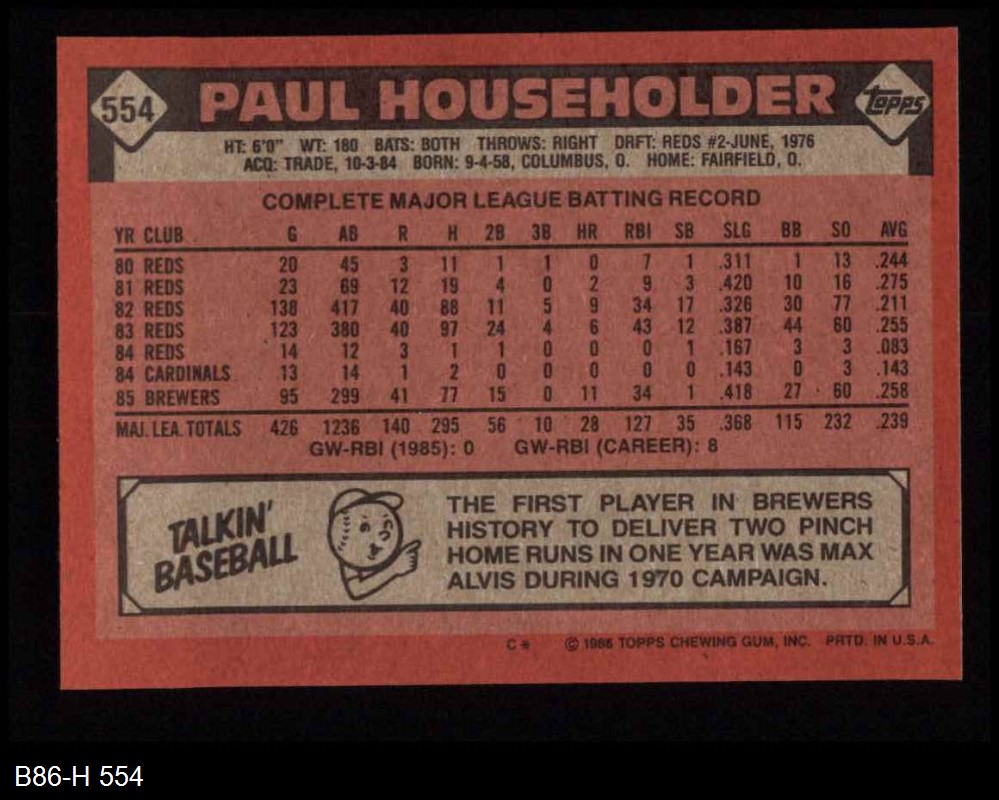 554 PAUL HOUSEHOLDER Topps
HT: 6'0" WT: 180 BATS: BOTH THROWS: RIGHT DRFT: REDS #2-JUNE, 1976
ACQ: TRADE, 10-3-84 BORN: 9-4-58, COLUMBUS, O. HOME: FAIRFIELD, O.
COMPLETE MAJOR LEAGUE BATTING RECORD
YR CLUB G AB R H 2B 3B HR RBI SB SLG BB SO AVG
80 REDS 20 45 3 11 1 1 0 7 1 .311 1 13 .244
81 REDS 23 69 12 19 4 0 2 9 3 .420 10 16 .275
82 REDS 138 417 40 88 11 5 9 34 17 .326 30 77 .211
83 REDS 123 380 40 97 24 4 6 43 12 .387 44 60 .255
84 REDS 14 12 3 1 1 0 0 0 1 .167 3 3 .083
84 CARDINALS 13 14 1 2 0 0 0 0 0 .143 0 3 .143
85 BREWERS 95 299 41 77 15 0 11 34 1 .418 27 60 .258
MAJ. LEA. TOTALS 426 1236 140 295 56 10 28 127 35 .368 115 232 .239
GW-RBI (1985): 0 GW-RBI (CAREER): 8
TALKIN'
BASEBALL
THE FIRST PLAYER IN BREWERS
HISTORY TO DELIVER TWO PINCH
HOME RUNS IN ONE YEAR WAS MAX
ALVIS DURING 1970 CAMPAIGN.
C* © 1986 TOPPS CHEWING GUM, INC. PRTD. IN U.S.A.
B86-H 554